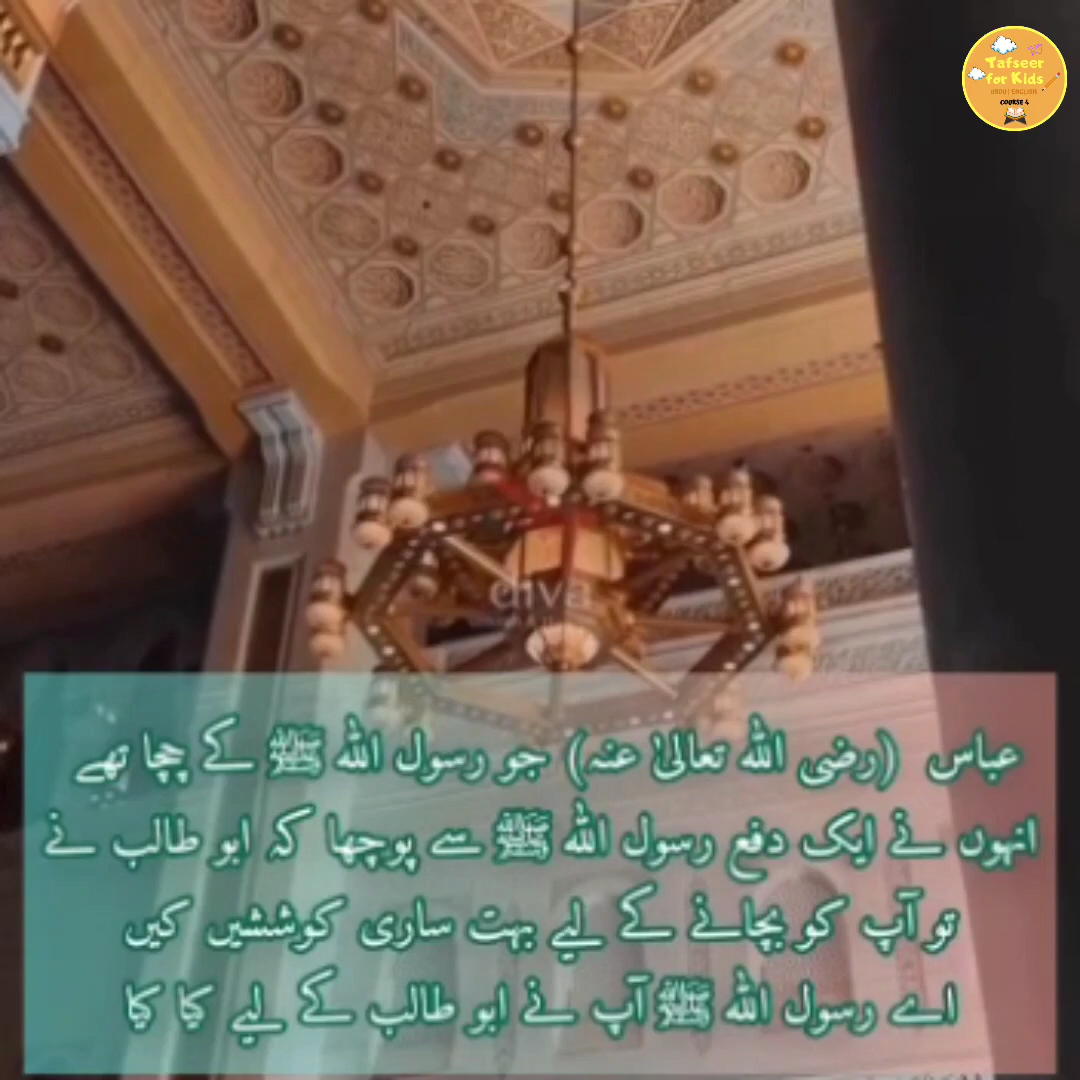 Tafseer
for Kids
URDU | ENGLISH
COURSE 4
diva
عباس (رضی اللہ تعالیٰ عنہ) جو رسول اللہ ﷺ کے چچا تھے
انہوں نے ایک دفع رسول اللہ ﷺ سے پوچھا کہ ابو طالب نے
تو آپ کو بچانے کے لیے بہت ساری کوششیں کیں
اے رسول اللہ ﷺ آپ نے ابو طالب کے لیے کیا کیا